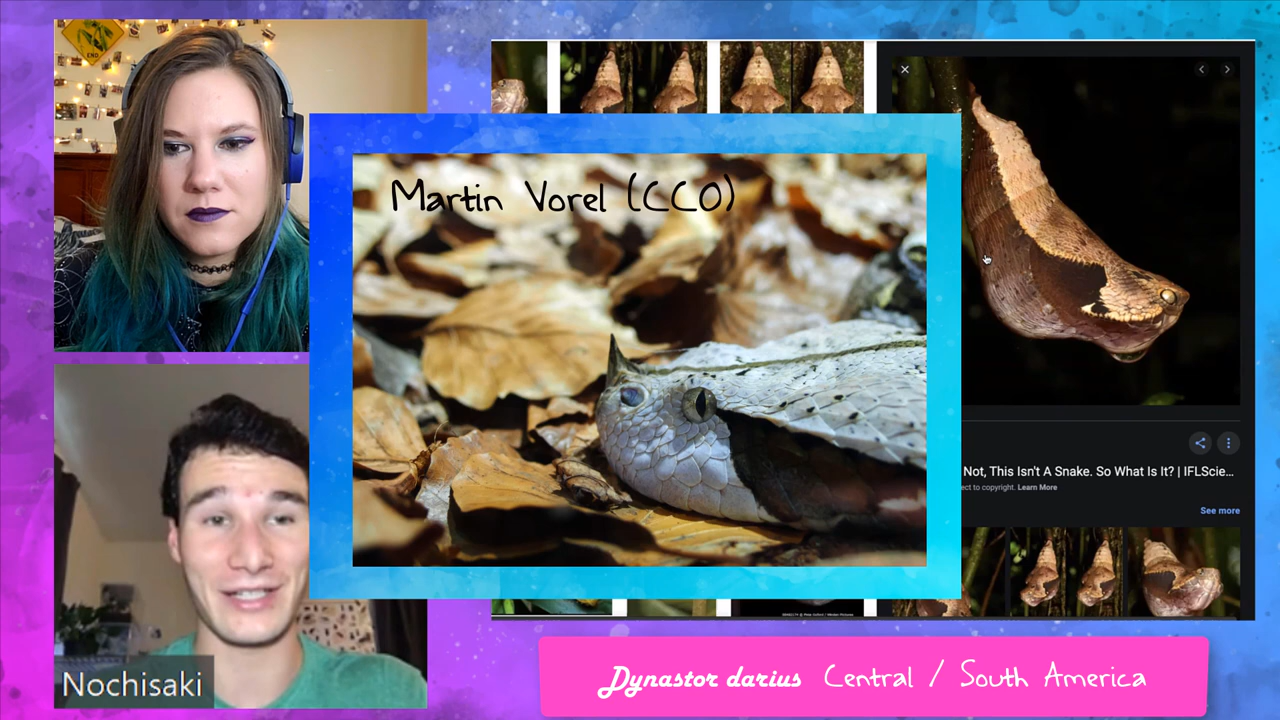 END
Martin Vorel (CC0)
Not, This Isn't A Snake. So What Is It? | IFLScie...
ect to copyright. Learn More
See more
Nochisaki
Dynastor darius Central / South America